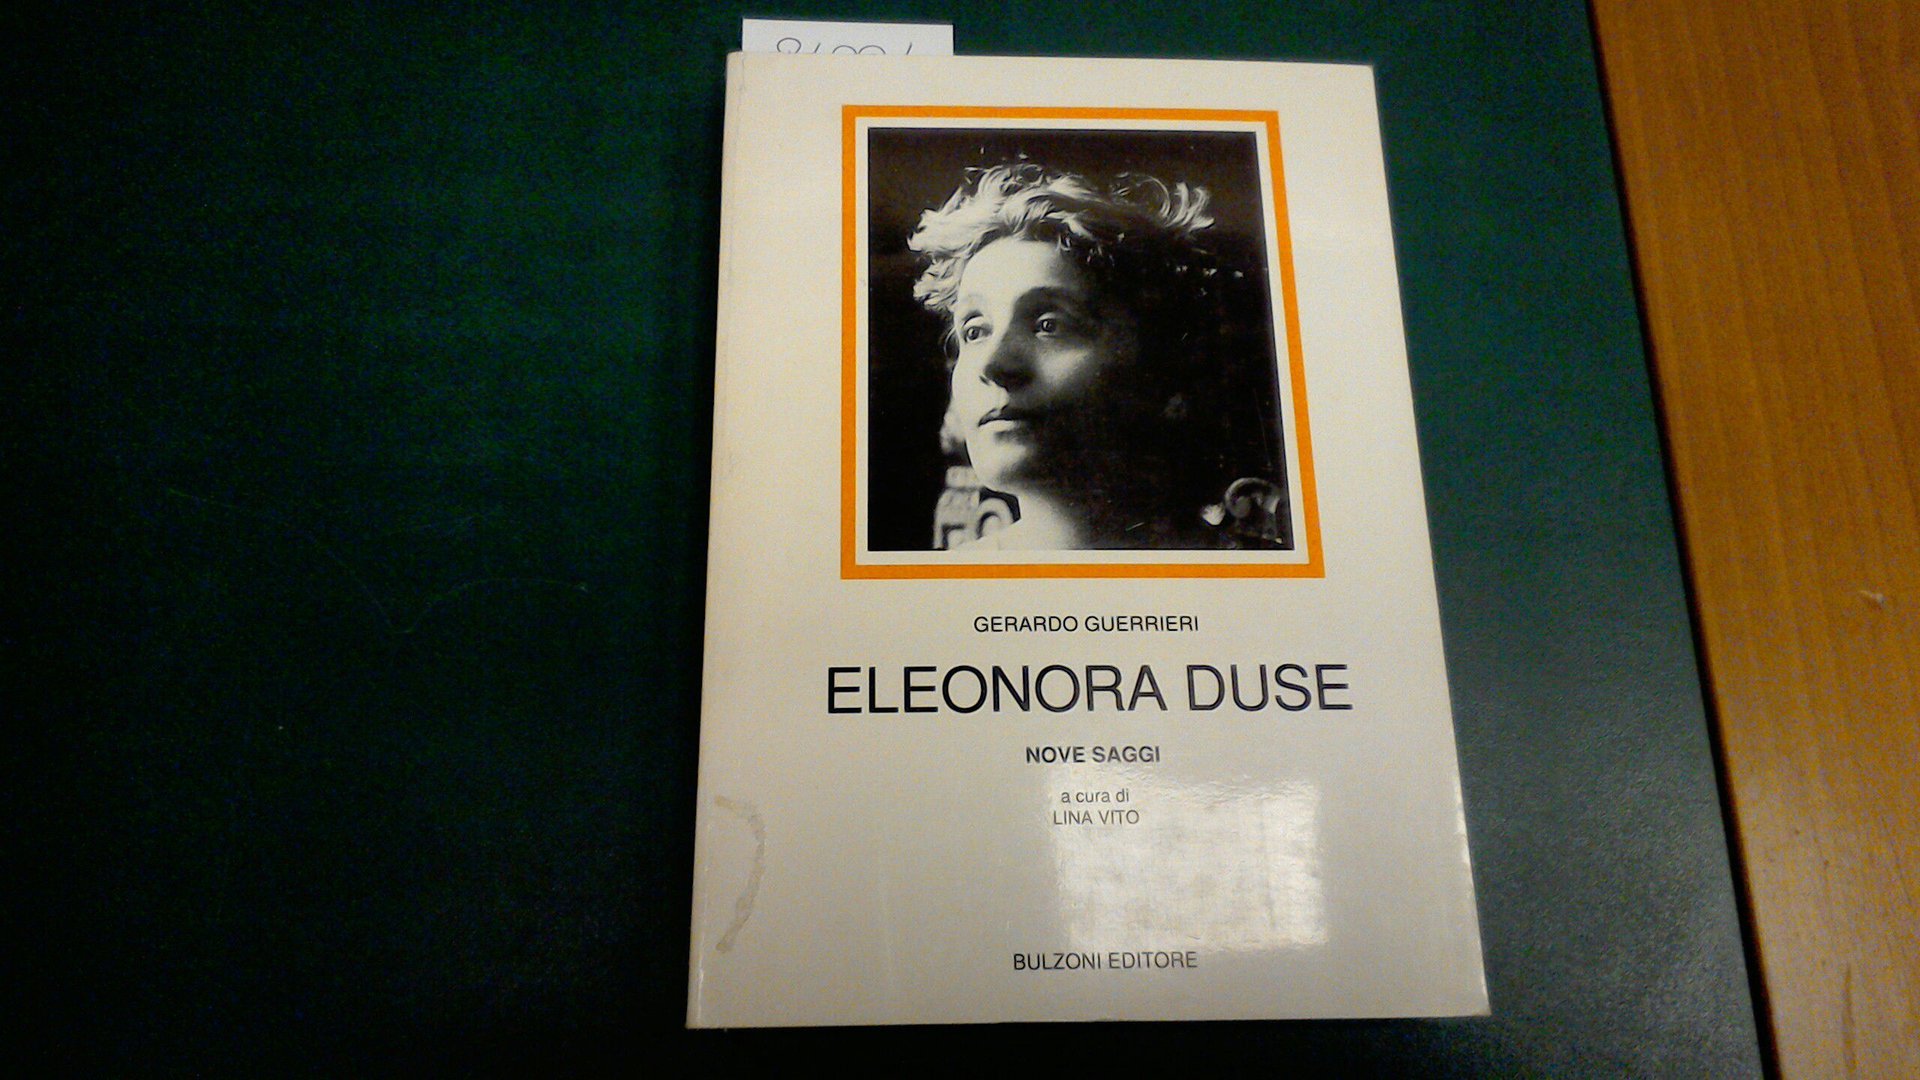 GERARDO GUERRIERI
ELEONORA DUSE
NOVE SAGGI
a cura di
LINA VITO
BULZONI EDITORE